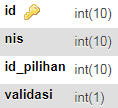 id int(10)
nis int(10)
id_pilihan int(10)
validasi int(1)